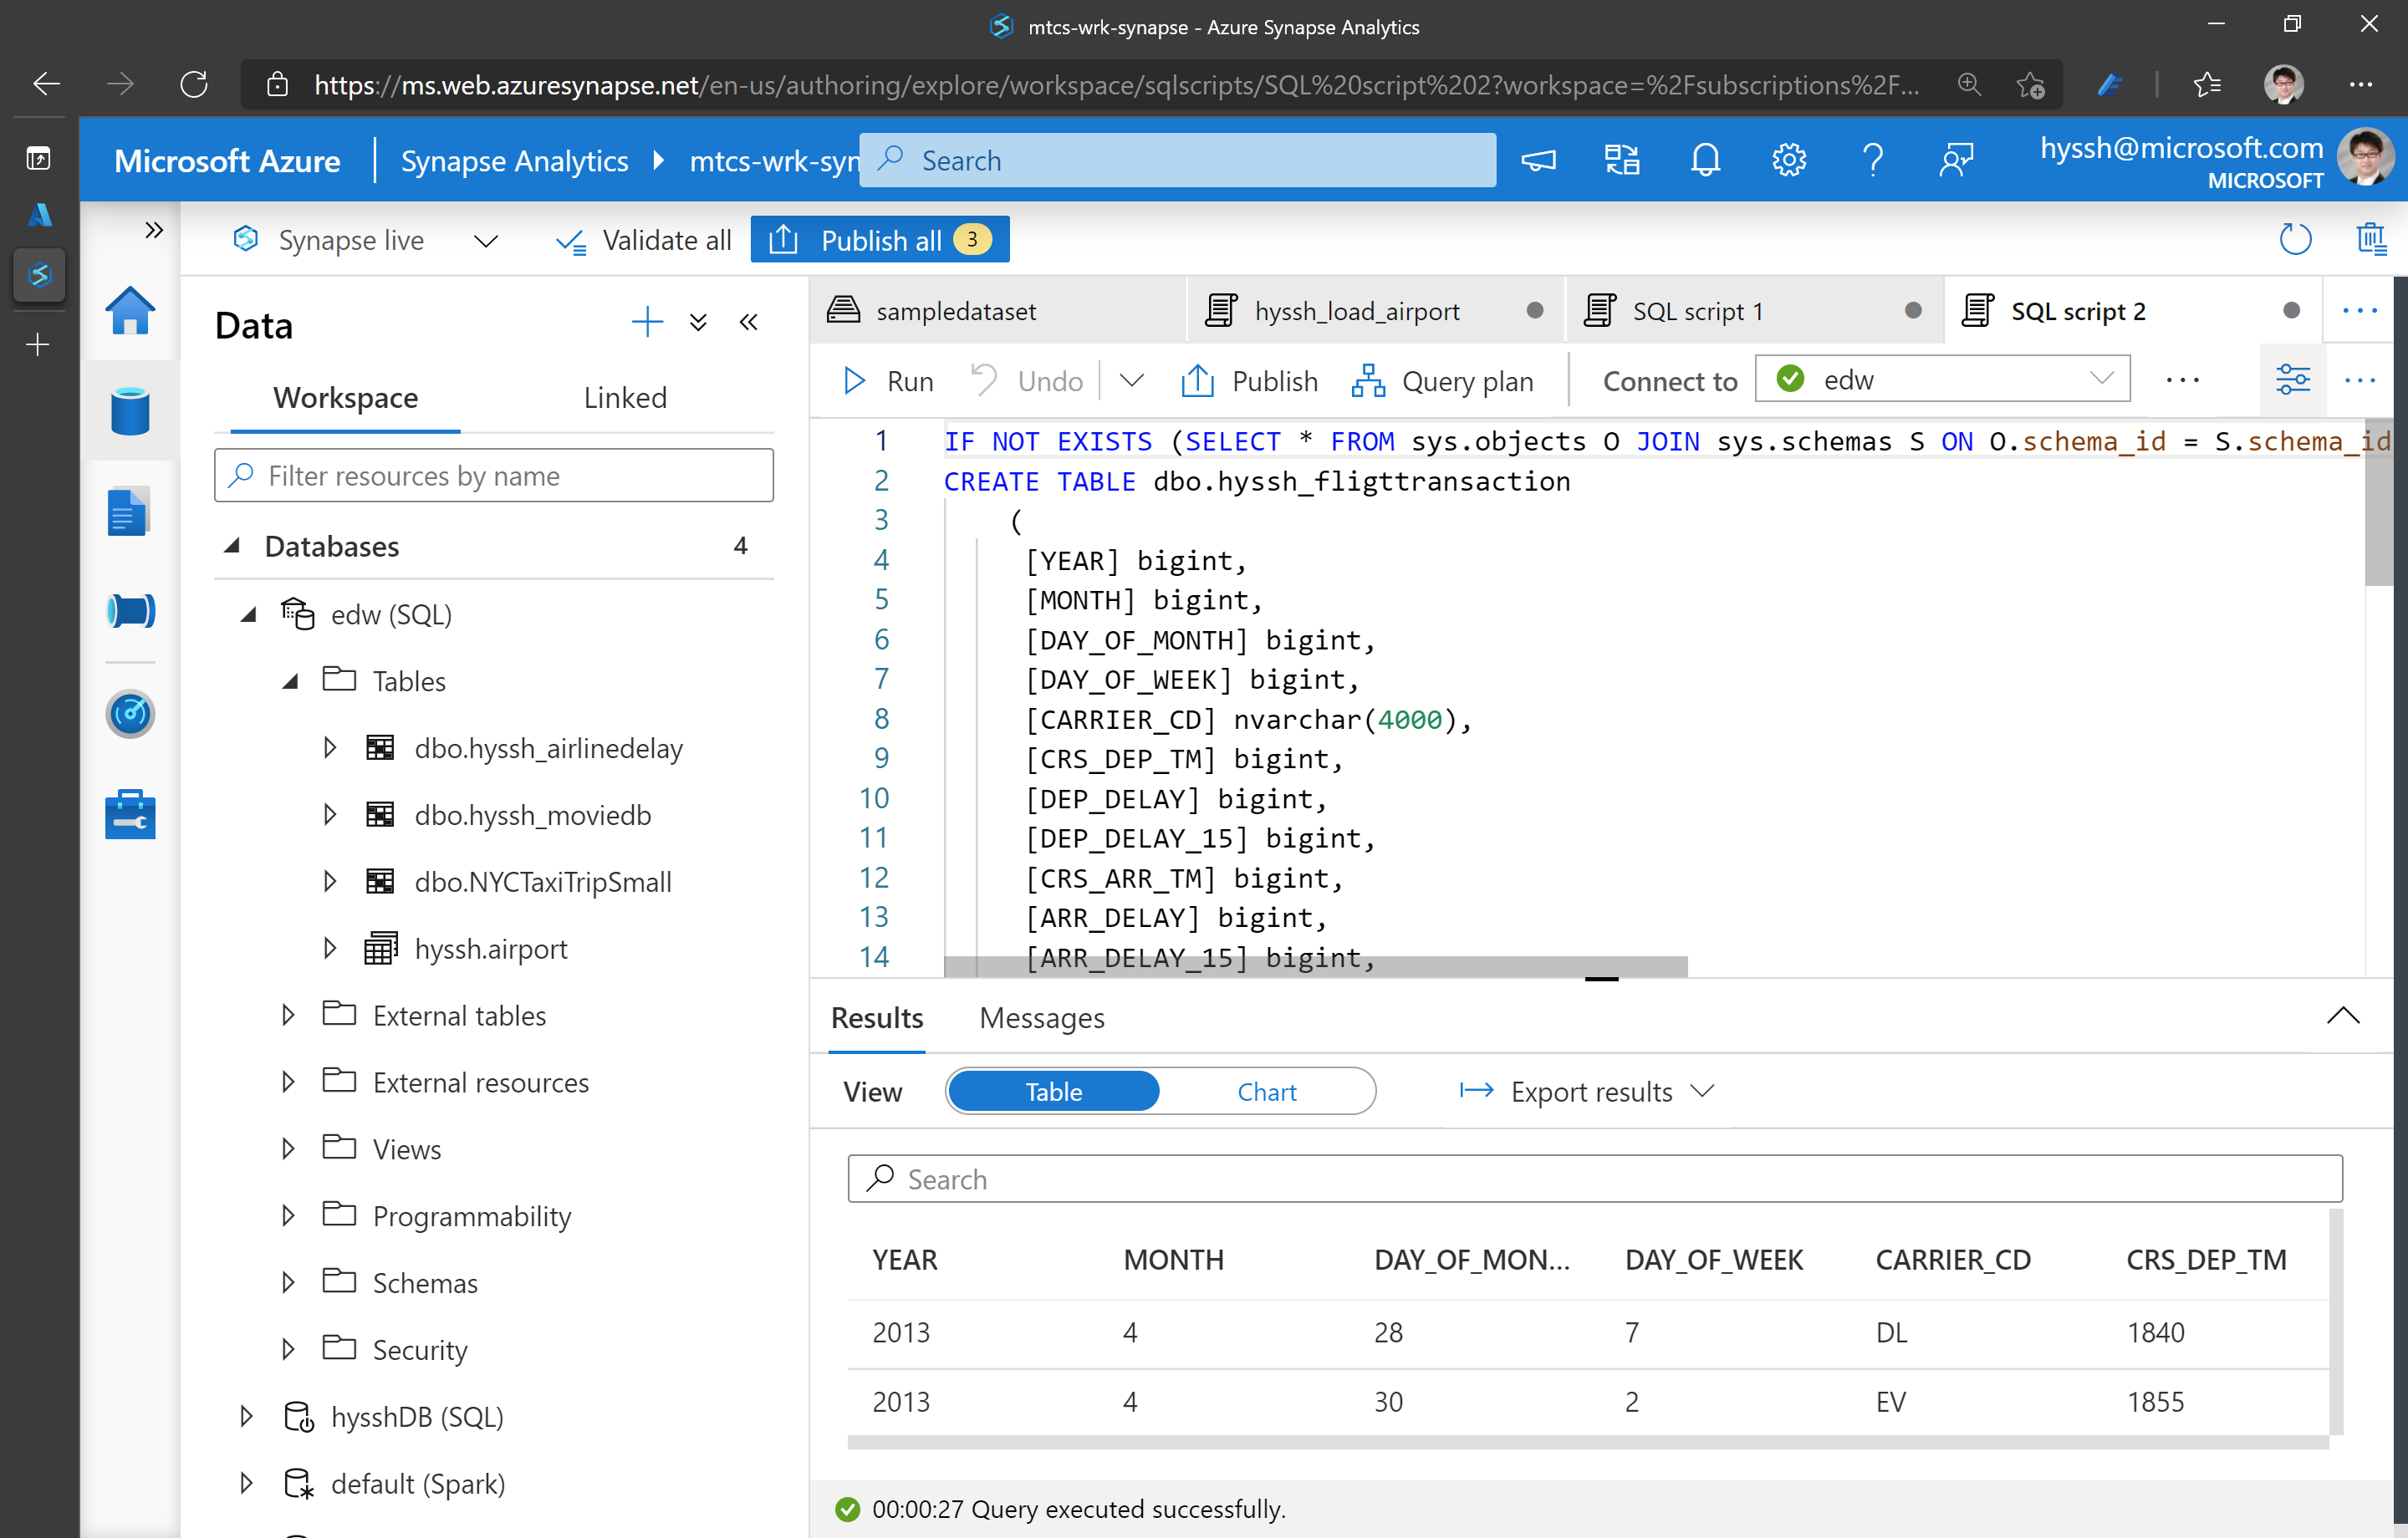 mtcs-wrk-synapse - Azure Synapse Analytics
https://ms.web.azuresynapse.net/en-us/authoring/explore/workspace/sqlscripts/SQL%20script%202?workspace=%2Fsubscriptions%2F...
Microsoft Azure
Synapse Analytics
mtcs-wrk-syn
Search
hyssh@microsoft.com
MICROSOFT
Synapse live
Validate all
Publish all 3
Data
Workspace
Linked
Filter resources by name
Databases 4
edw (SQL)
Tables
dbo.hyssh_airlinedelay
dbo.hyssh_moviedb
dbo.NYCTaxiTripSmall
hyssh.airport
External tables
External resources
Views
Programmability
Schemas
Security
hysshDB (SQL)
default (Spark)
sampledataset
hyssh_load_airport
SQL script 1
SQL script 2
Run
Undo
Publish
Query plan
Connect to
edw
1 IF NOT EXISTS (SELECT * FROM sys.objects O JOIN sys.schemas S ON O.schema_id = S.schema_id
2 CREATE TABLE dbo.hyssh_fligttransaction
3 (
4 [YEAR] bigint,
5 [MONTH] bigint,
6 [DAY_OF_MONTH] bigint,
7 [DAY_OF_WEEK] bigint,
8 [CARRIER_CD] nvarchar(4000),
9 [CRS_DEP_TM] bigint,
10 [DEP_DELAY] bigint,
11 [DEP_DELAY_15] bigint,
12 [CRS_ARR_TM] bigint,
13 [ARR_DELAY] bigint,
14 [ARR_DELAY_15] bigint,
Results
Messages
View
Table
Chart
Export results
Search
YEAR MONTH DAY_OF_MON... DAY_OF_WEEK CARRIER_CD CRS_DEP_TM
2013 4 28 7 DL 1840
2013 4 30 2 EV 1855
00:00:27 Query executed successfully.